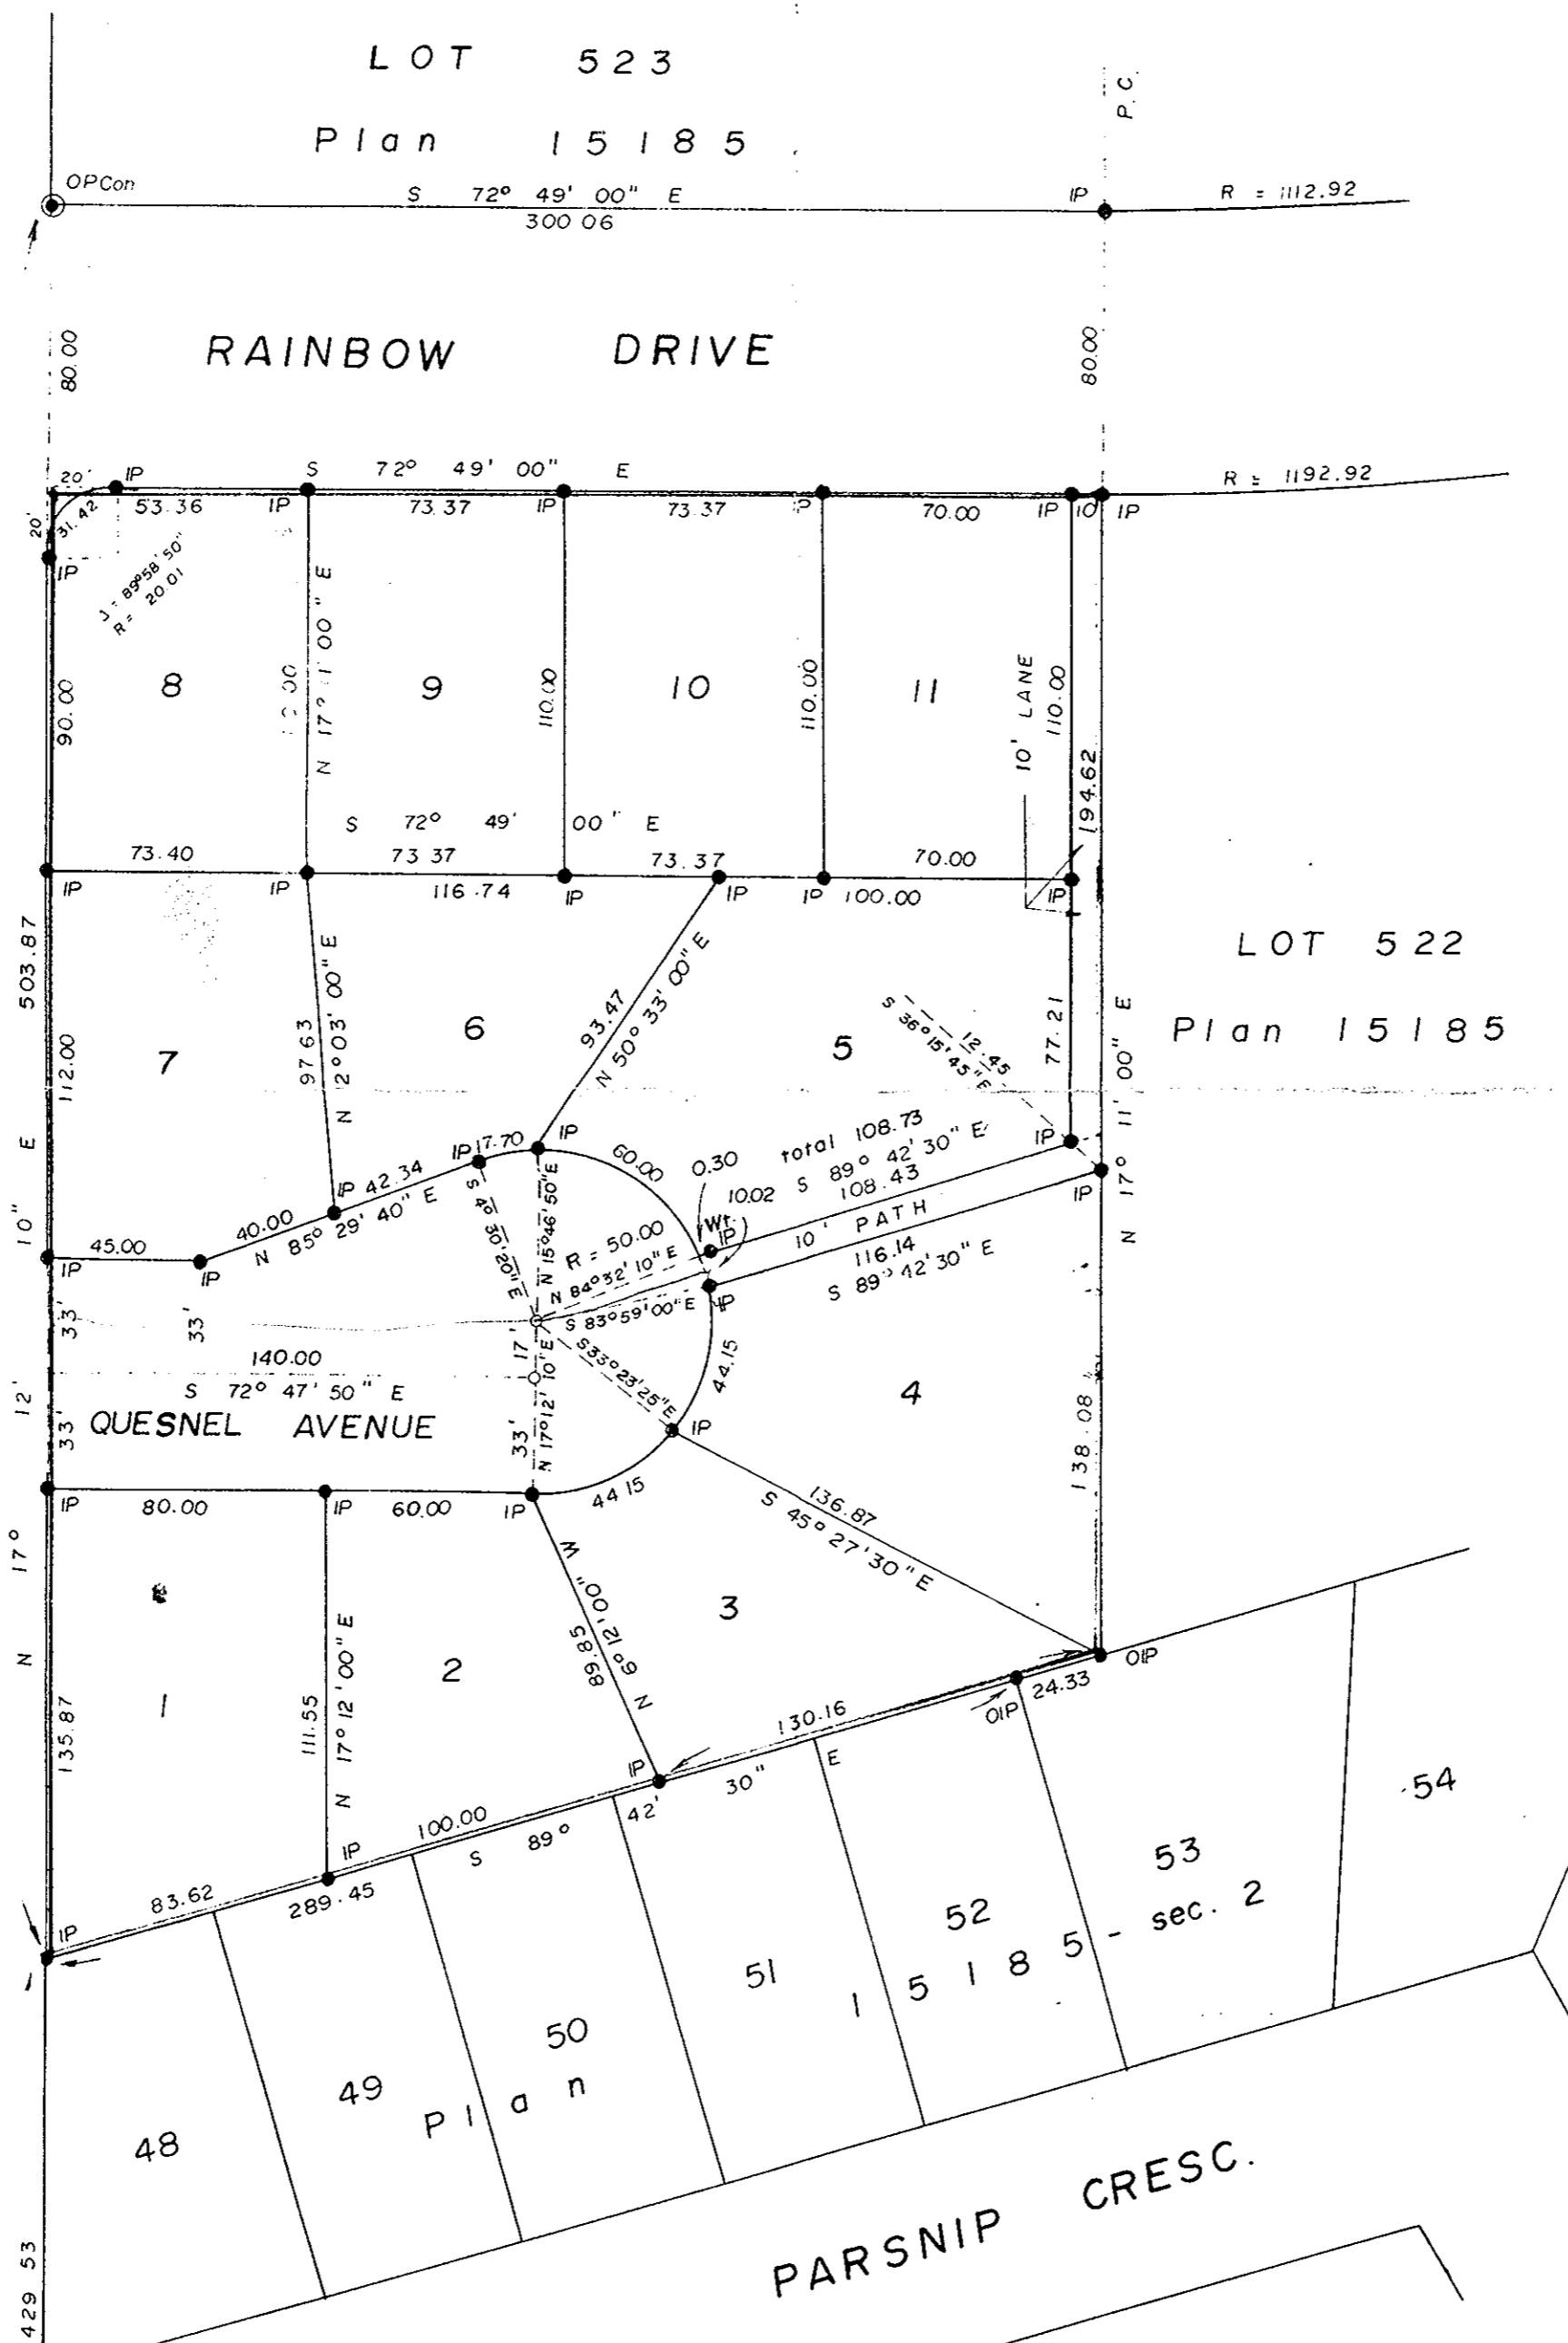 LOT 523
P.C.
Plan 15185
OPCon
S 72° 49' 00" E
IP
R = 1112.92
300 06
80.00
RAINBOW DRIVE
80.00
20'
IP
S 72° 49' 00" E
R = 1192.92
53.36
IP
73.37
IP
73.37
IP
70.00
IP
10
IP
20'
31.42
IP
J = 89°58'50"
R = 20.01
90.00
8
N 17° 11' 00" E
9
110.00
10
110.00
11
10' LANE
110.00
194.62
S 72° 49' 00" E
73.40
73 37
73.37
70.00
IP
IP
116.74
IP
IP
IP
100.00
IP
503.87
LOT 522
Plan 15185
112.00
7
97 63
N 12° 03' 00" E
6
93.47
N 50° 33' 00" E
5
S 36° 15' 45" E
12.45
77.21
N 17° 11' 00" E
IP
17.70
IP
60.00
0.30
total 108.73
S 89° 42' 30" E
IP
IP
42.34
40.00
N 85° 29' 40" E
S 4° 30' 20" E
N 15°46'50"E
R = 50.00
10.02
Wt.
IP
108.43
10' PATH
IP
45.00
IP
IP
N 84°32'10"E
116.14
S 89° 42' 30" E
33'
33'
S 83°59'00"E
IP
17'
140.00
S 72° 47' 50" E
S33°23'25"E
44.15
4
QUESNEL AVENUE
33'
33'
N 17°12'10"E
IP
138.08
IP
80.00
IP
60.00
IP
44 15
136.87
S 45° 27' 30" E
N 17° 12' 10" E
1
135.87
111.55
N 17° 12' 00" E
2
N 6° 12' 00" W
89.85
3
OIP
24.33
OIP
130.16
IP
30"
E
42'
100.00
S 89°
IP
83.62
289.45
IP
54
53
52
51
50
49
48
Plan 15185 - sec. 2
PARSNIP CRESC.
429 53